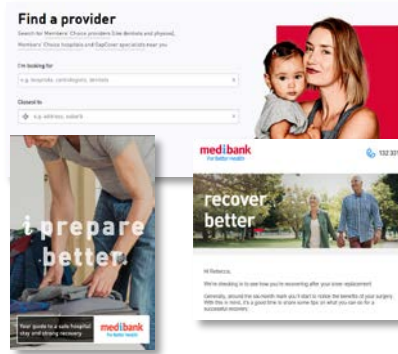 Find a provider
Search for Members' Choice providers (like dentists and physio),
Members' Choice hospitals and GapCover specialists near you
I'm looking for
e.g. hospitals, cardiologists, dentists
Closest to
e.g. address, suburb
i prepare
better
Your guide to a safe hospital
stay and strong recovery.
medibank
For Better Health
medibank
For Better Health
132 331
recover
better
Hi Rebecca,
We're checking in to see how you're recovering after your knee replacement.
Generally, around the six-month mark you'll start to notice the benefits of your surgery.
With this in mind, it's a good time to share some tips on what you can do for a
successful recovery.